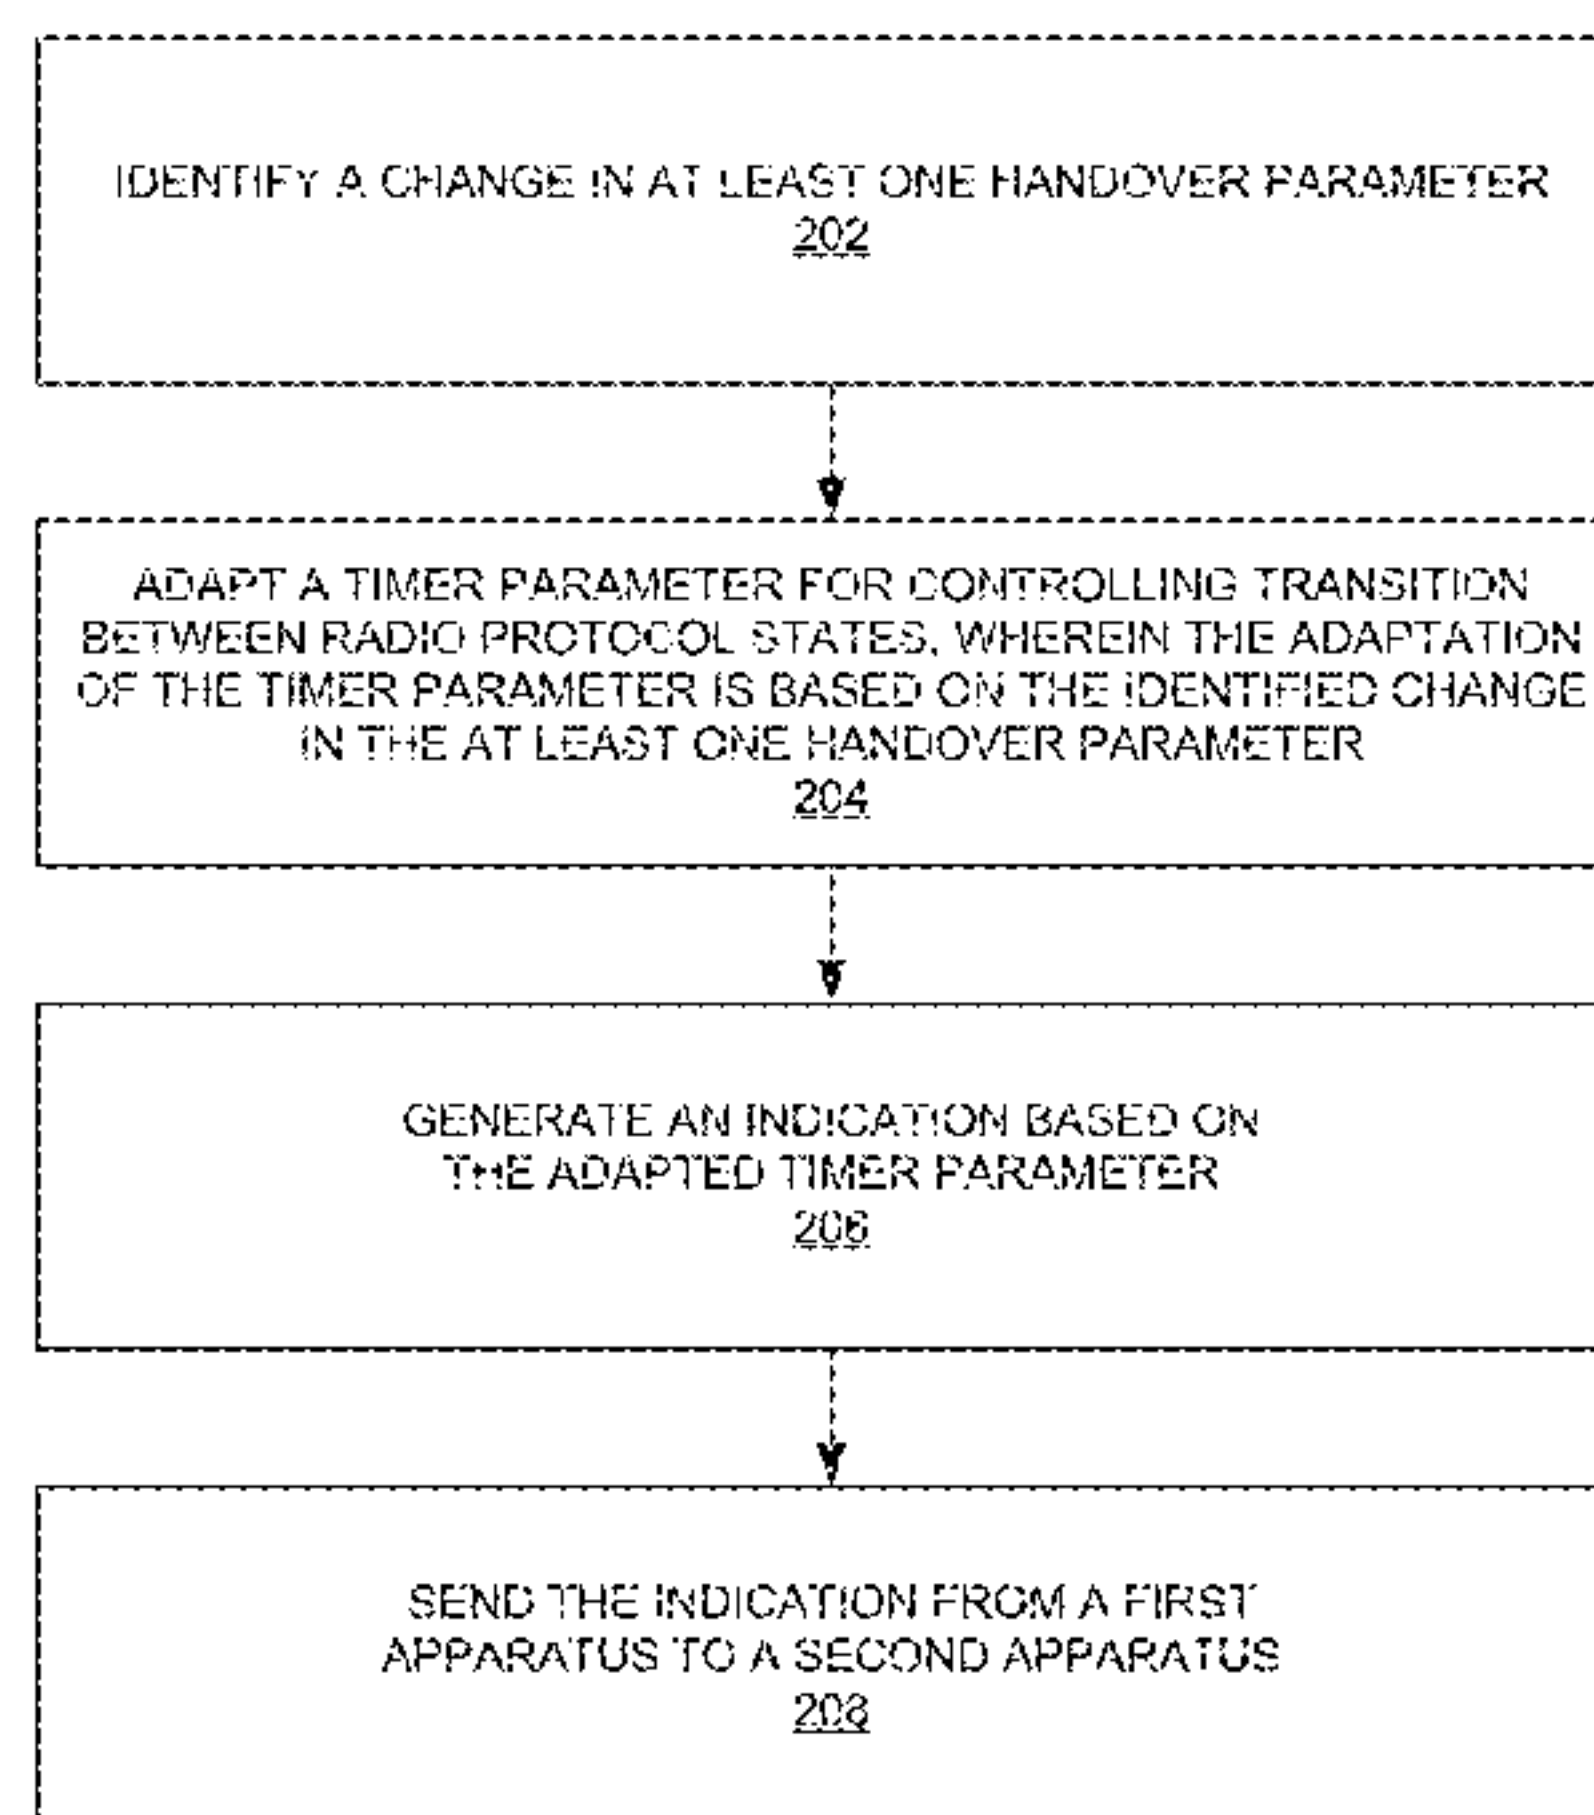 IDENTIFY A CHANGE IN AT LEAST ONE HANDOVER PARAMETER
202
ADAPT A TIMER PARAMETER FOR CONTROLLING TRANSITION
BETWEEN RADIO PROTOCOL STATES, WHEREIN THE ADAPTATION
OF THE TIMER PARAMETER IS BASED ON THE IDENTIFIED CHANGE
IN THE AT LEAST ONE HANDOVER PARAMETER
204
GENERATE AN INDICATION BASED ON
THE ADAPTED TIMER PARAMETER
206
SEND THE INDICATION FROM A FIRST
APPARATUS TO A SECOND APPARATUS
208